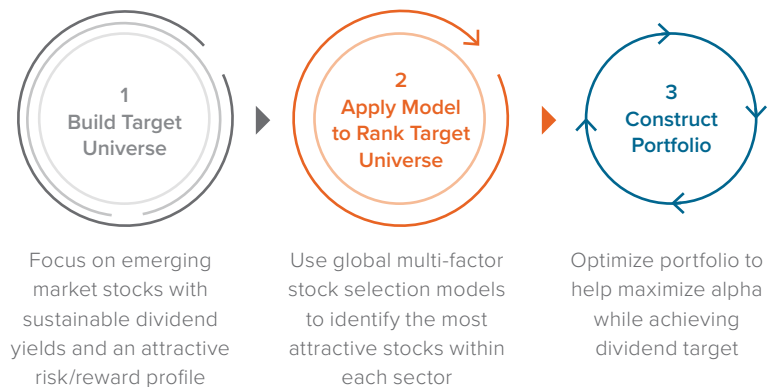 1
Build Target
Universe
2
Apply Model
to Rank Target
Universe
3
Construct
Portfolio
Focus on emerging
market stocks with
sustainable dividend
yields and an attractive
risk/reward profile
Use global multi-factor
stock selection models
to identify the most
attractive stocks within
each sector
Optimize portfolio to
help maximize alpha
while achieving
dividend target